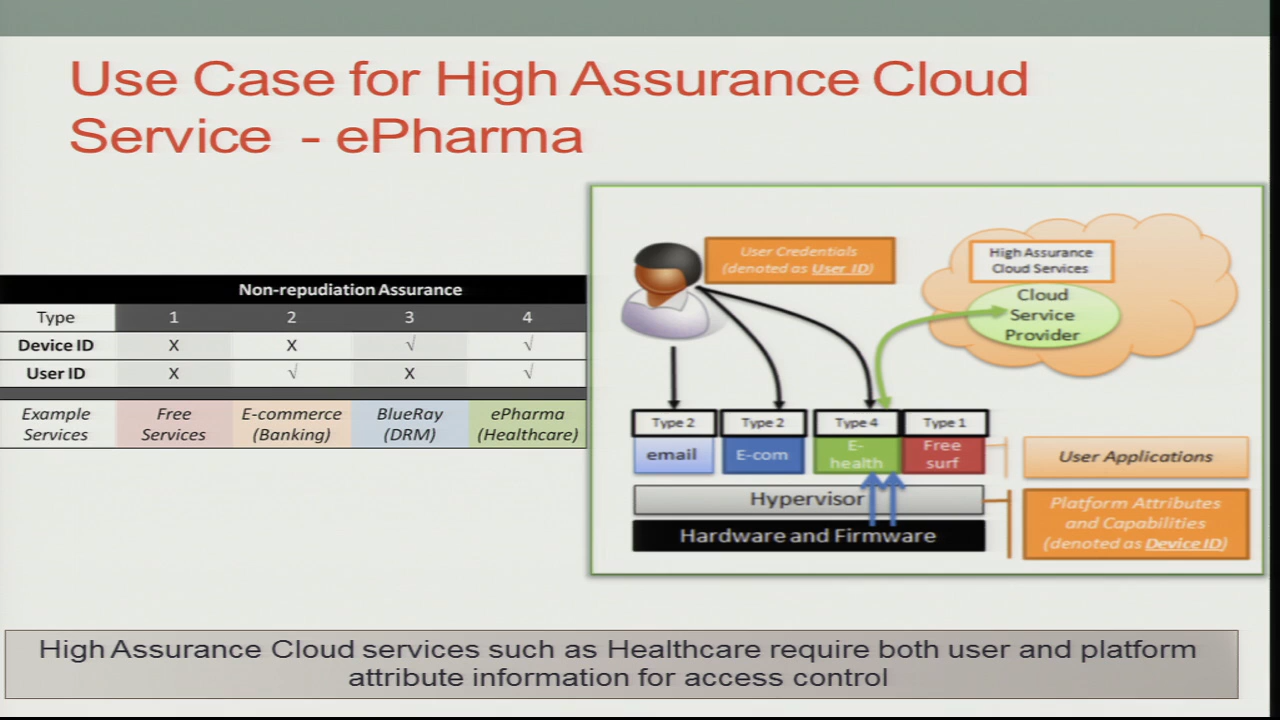 Use Case for High Assurance Cloud
Service - ePharma
Non-repudiation Assurance
Type 1 2 3 4
Device ID X X √ √
User ID X √ X √
Example Services Free Services E-commerce (Banking) BlueRay (DRM) ePharma (Healthcare)
User Credentials
(denoted as User ID)
High Assurance
Cloud Services
Cloud
Service
Provider
Type 2 Type 2 Type 4 Type 1
email E-com E-health Free surf
User Applications
Hypervisor
Hardware and Firmware
Platform Attributes
and Capabilities
(denoted as Device ID)
High Assurance Cloud services such as Healthcare require both user and platform
attribute information for access control